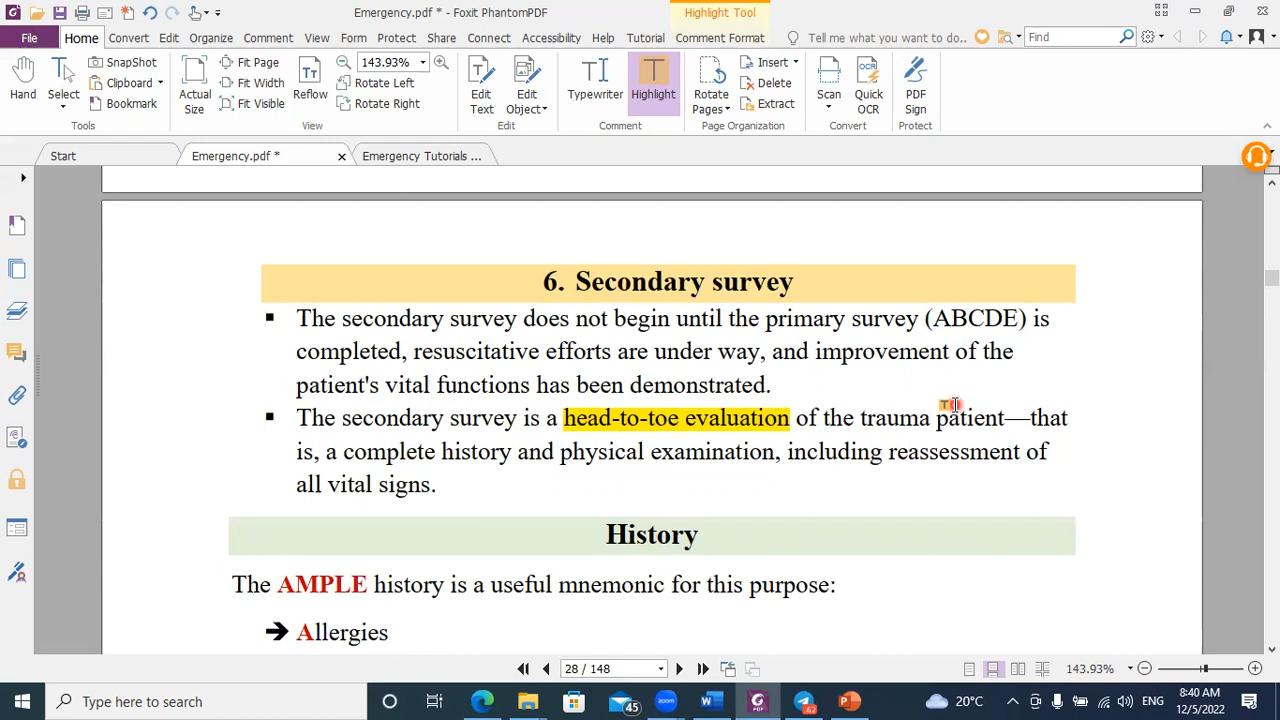 Emergency.pdf * - Foxit PhantomPDF
Highlight Tool
File Home Convert Edit Organize Comment View Form Protect Share Connect Accessibility Help Tutorial Comment Format Tell me what you want to do.. Find
Hand
Select
SnapShot
Clipboard
Bookmark
Tools
Actual Size
Fit Page
Fit Width
Fit Visible
Reflow
143.93%
Rotate Left
Rotate Right
View
Edit Text
Edit Object
Edit
Typewriter
Highlight
Comment
Rotate Pages
Insert
Delete
Extract
Page Organization
Scan
Quick OCR
Convert
PDF Sign
Protect
Start Emergency.pdf * Emergency Tutorials ...
6. Secondary survey
▪ The secondary survey does not begin until the primary survey (ABCDE) is
completed, resuscitative efforts are under way, and improvement of the
patient's vital functions has been demonstrated.
▪ The secondary survey is a head-to-toe evaluation of the trauma patient—that
is, a complete history and physical examination, including reassessment of
all vital signs.
History
The AMPLE history is a useful mnemonic for this purpose:
➔ Allergies
28 / 148
143.93%
Type here to search
45
zoom
W
PDF
62
P
20°C
ENG
8:40 AM
12/5/2022